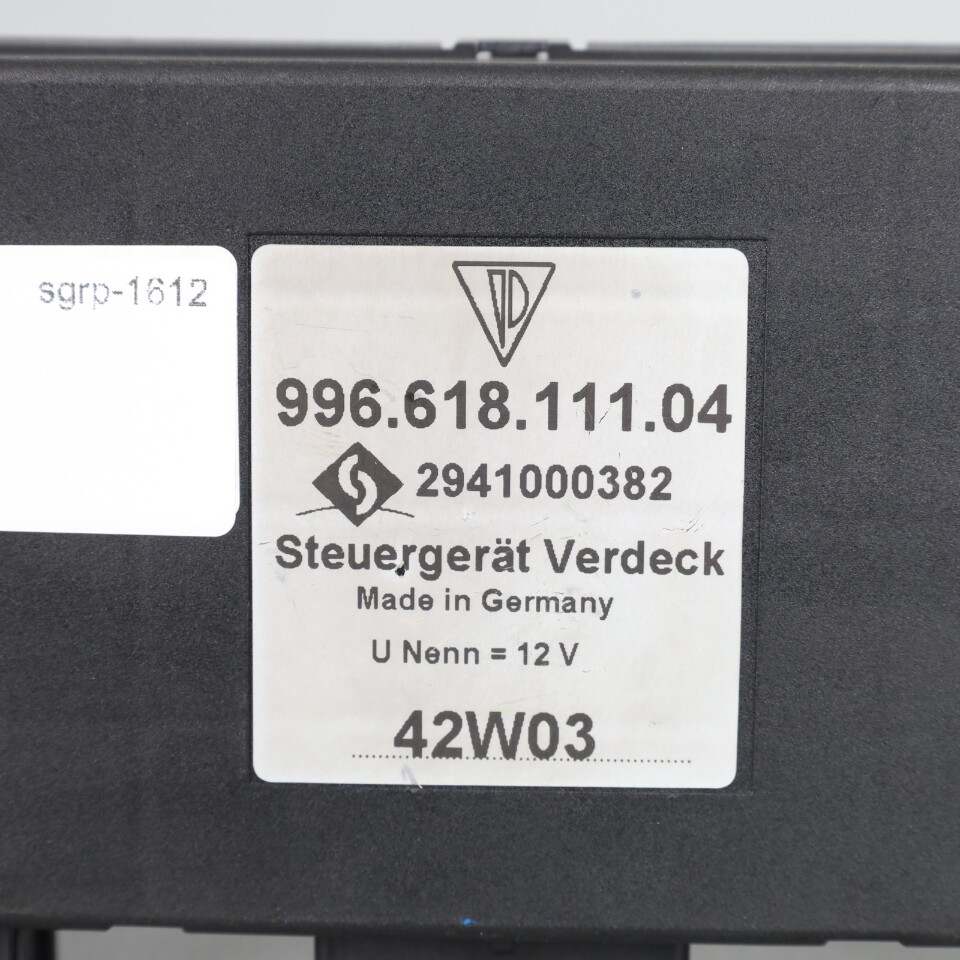 sgrp-1612
996.618.111.04
2941000382
Steuergerät Verdeck
Made in Germany
U Nenn = 12 V
42W03